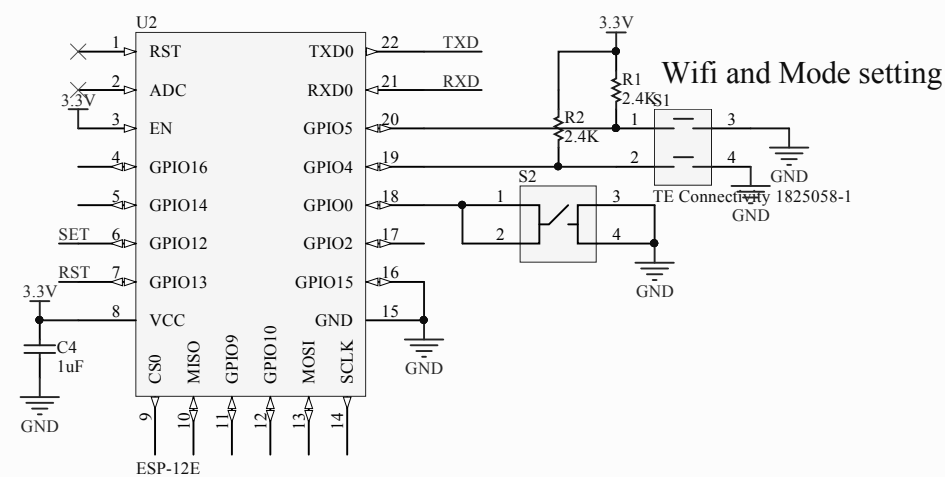 U2
3.3V
1 RST TXD0 22 TXD
Wifi and Mode setting
2 ADC RXD0 21 RXD
R1
2.4K
S1
3.3V
3 EN GPIO5 20
R2
2.4K
1 3
GND
4 GPIO16 GPIO4 19
2 4
GND
TE Connectivity 1825058-1
S2
5 GPIO14 GPIO0 18
1 3
SET 6 GPIO12 GPIO2 17
2 4
GND
RST 7 GPIO13 GPIO15 16
3.3V
8 VCC GND 15
GND
C4
1uF
GND
CS0 MISO GPIO9 GPIO10 MOSI SCLK
9 10 11 12 13 14
ESP-12E